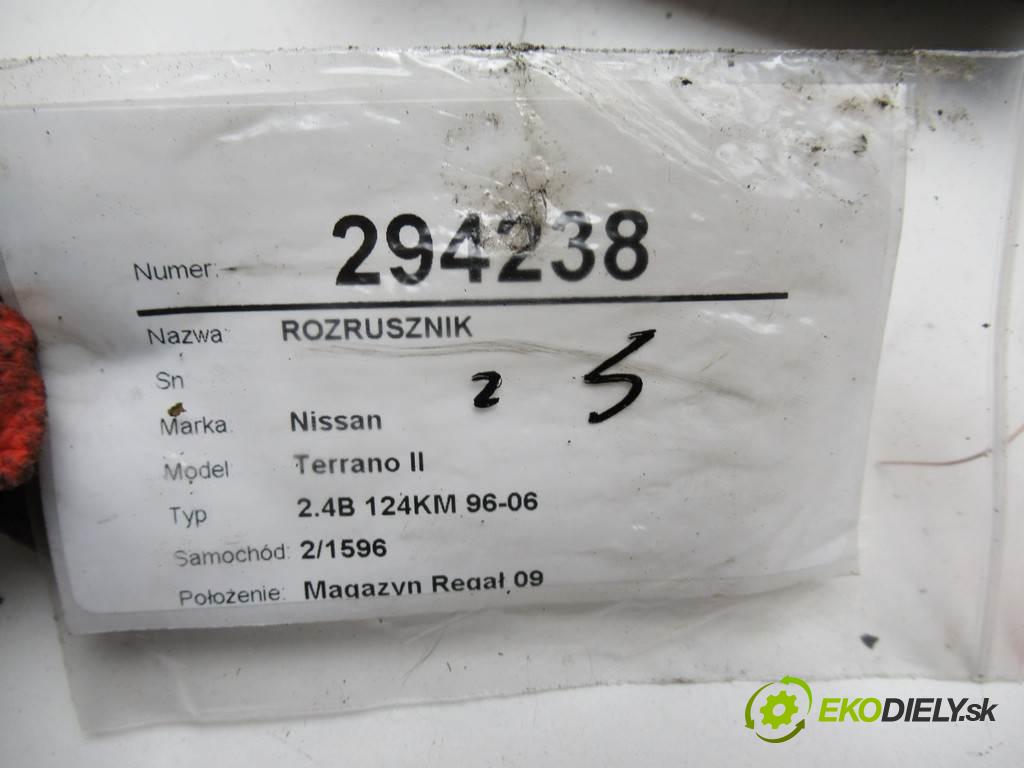 Numer: 294238
Nazwa: ROZRUSZNIK
Sn
2 5
Marka: Nissan
Model Terrano II
Typ 2.4B 124KM 96-06
Samochód: 2/1596
Położenie: Magazyn Regał 09
EKODIELY.sk